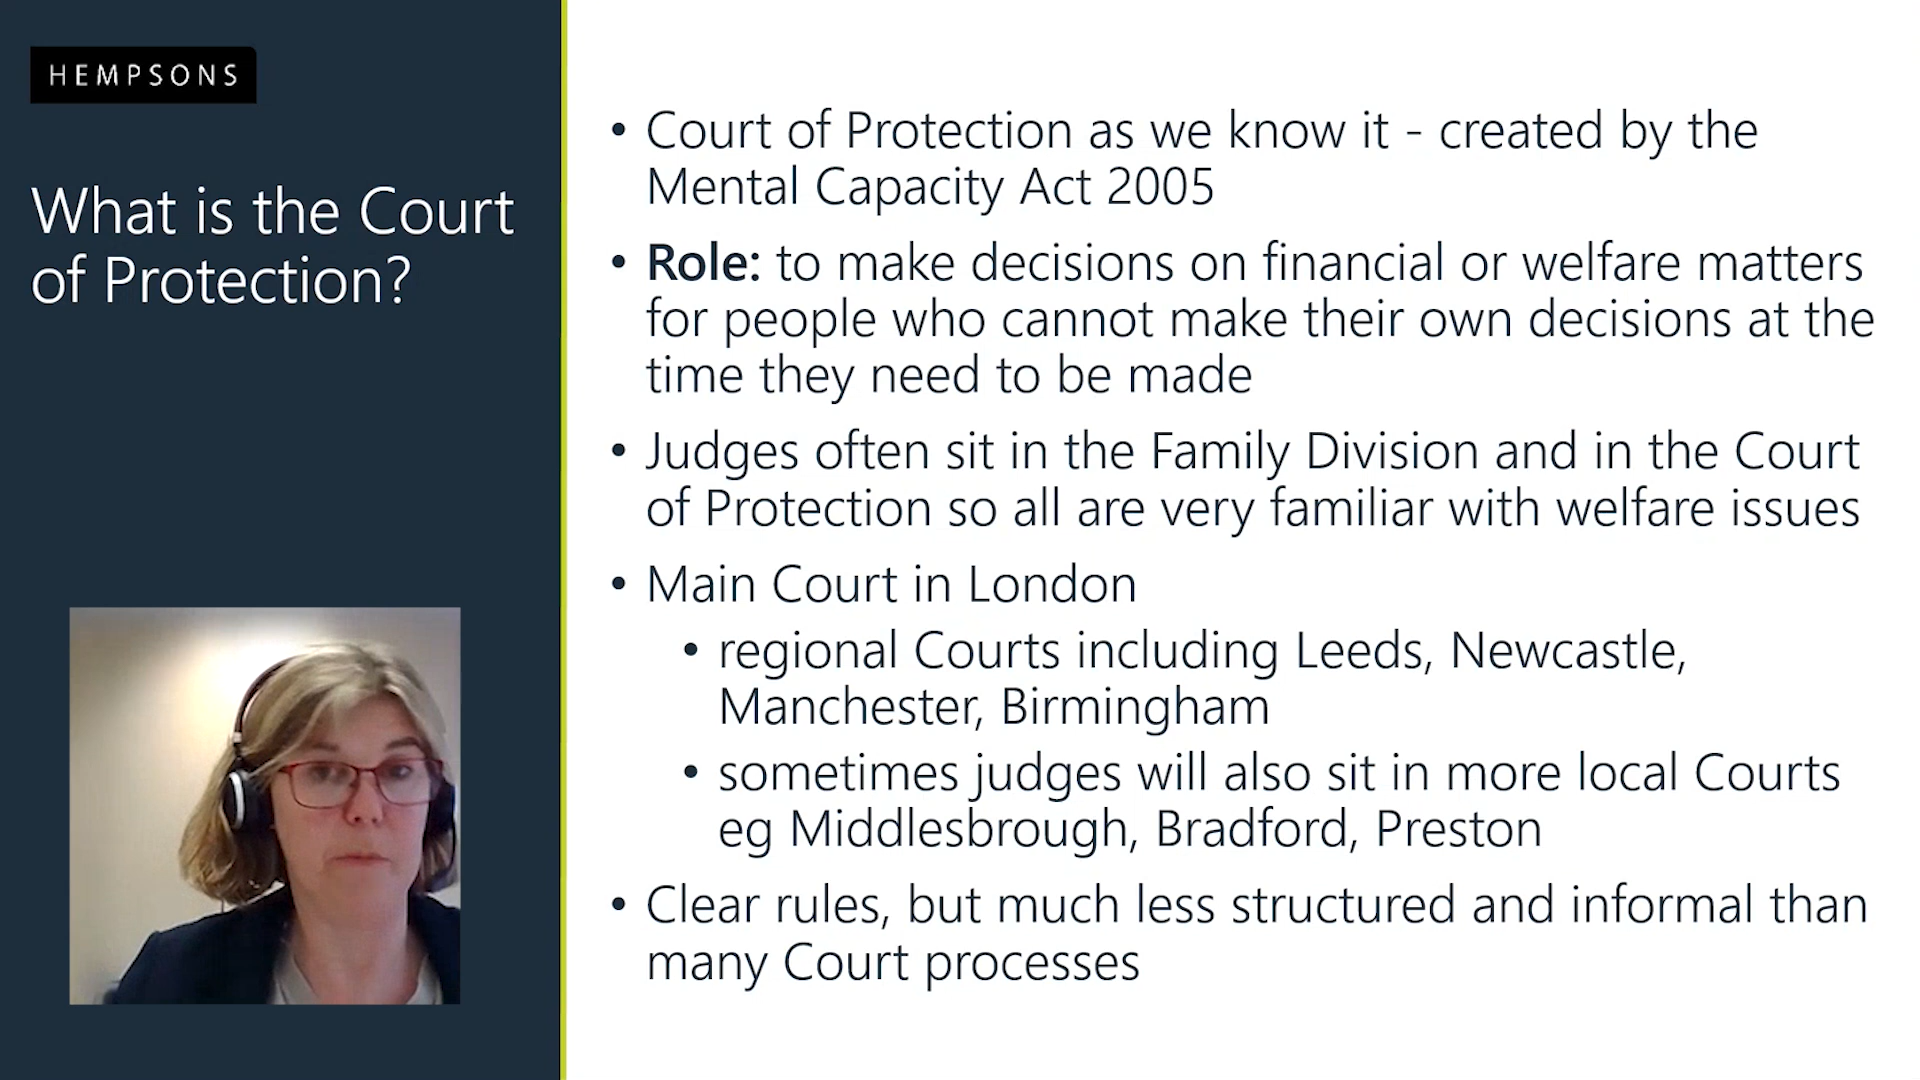 HEMPSONS
What is the Court
of Protection?
• Court of Protection as we know it - created by the
Mental Capacity Act 2005
• Role: to make decisions on financial or welfare matters
for people who cannot make their own decisions at the
time they need to be made
• Judges often sit in the Family Division and in the Court
of Protection so all are very familiar with welfare issues
• Main Court in London
• regional Courts including Leeds, Newcastle,
Manchester, Birmingham
• sometimes judges will also sit in more local Courts
eg Middlesbrough, Bradford, Preston
• Clear rules, but much less structured and informal than
many Court processes